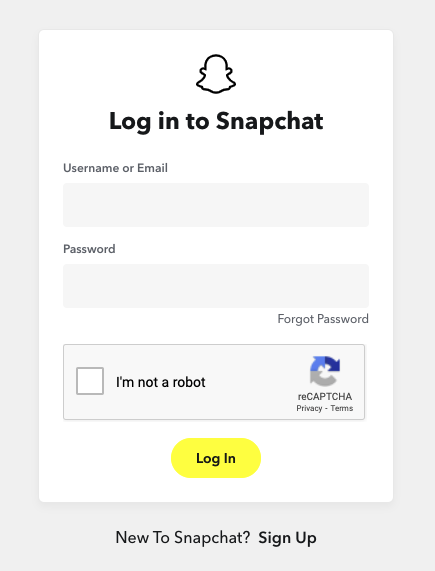 Log in to Snapchat
Username or Email
Password
Forgot Password
I'm not a robot
reCAPTCHA
Privacy - Terms
Log In
New To Snapchat? Sign Up